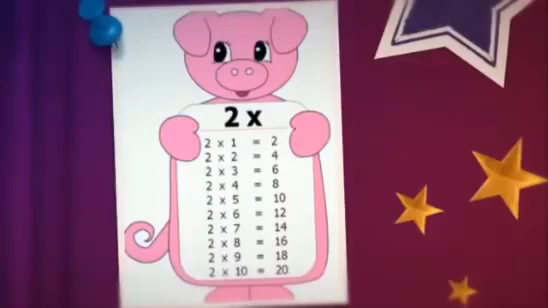 2 x
2 x 1 = 2
2 x 2 = 4
2 x 3 = 6
2 x 4 = 8
2 x 5 = 10
2 x 6 = 12
2 x 7 = 14
2 x 8 = 16
2 x 9 = 18
2 x 10 = 20